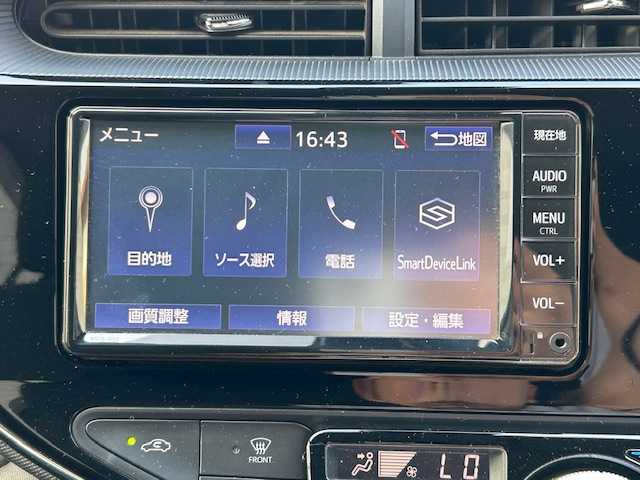 メニュー
16:43
地図
目的地
ソース選択
電話
SmartDeviceLink
画質調整
情報
設定・編集
現在地
AUDIO
PWR
MENU
CTRL
VOL+
VOL-
FRONT
LO